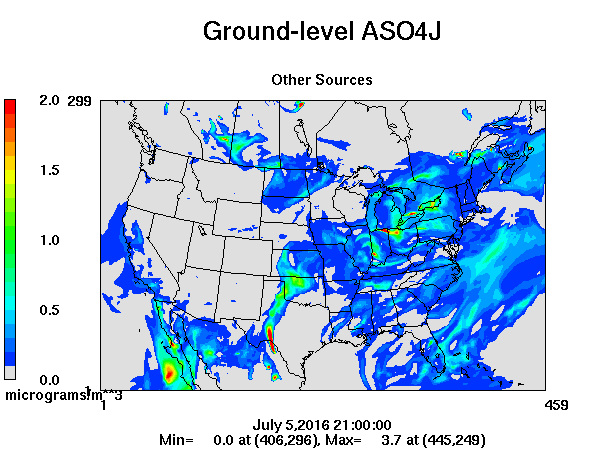 Ground-level ASO4J
Other Sources
2.0
1.5
1.0
0.5
0.0
micrograms/m**3
299
1
1
459
July 5,2016 21:00:00
Min= 0.0 at (406,296), Max= 3.7 at (445,249)